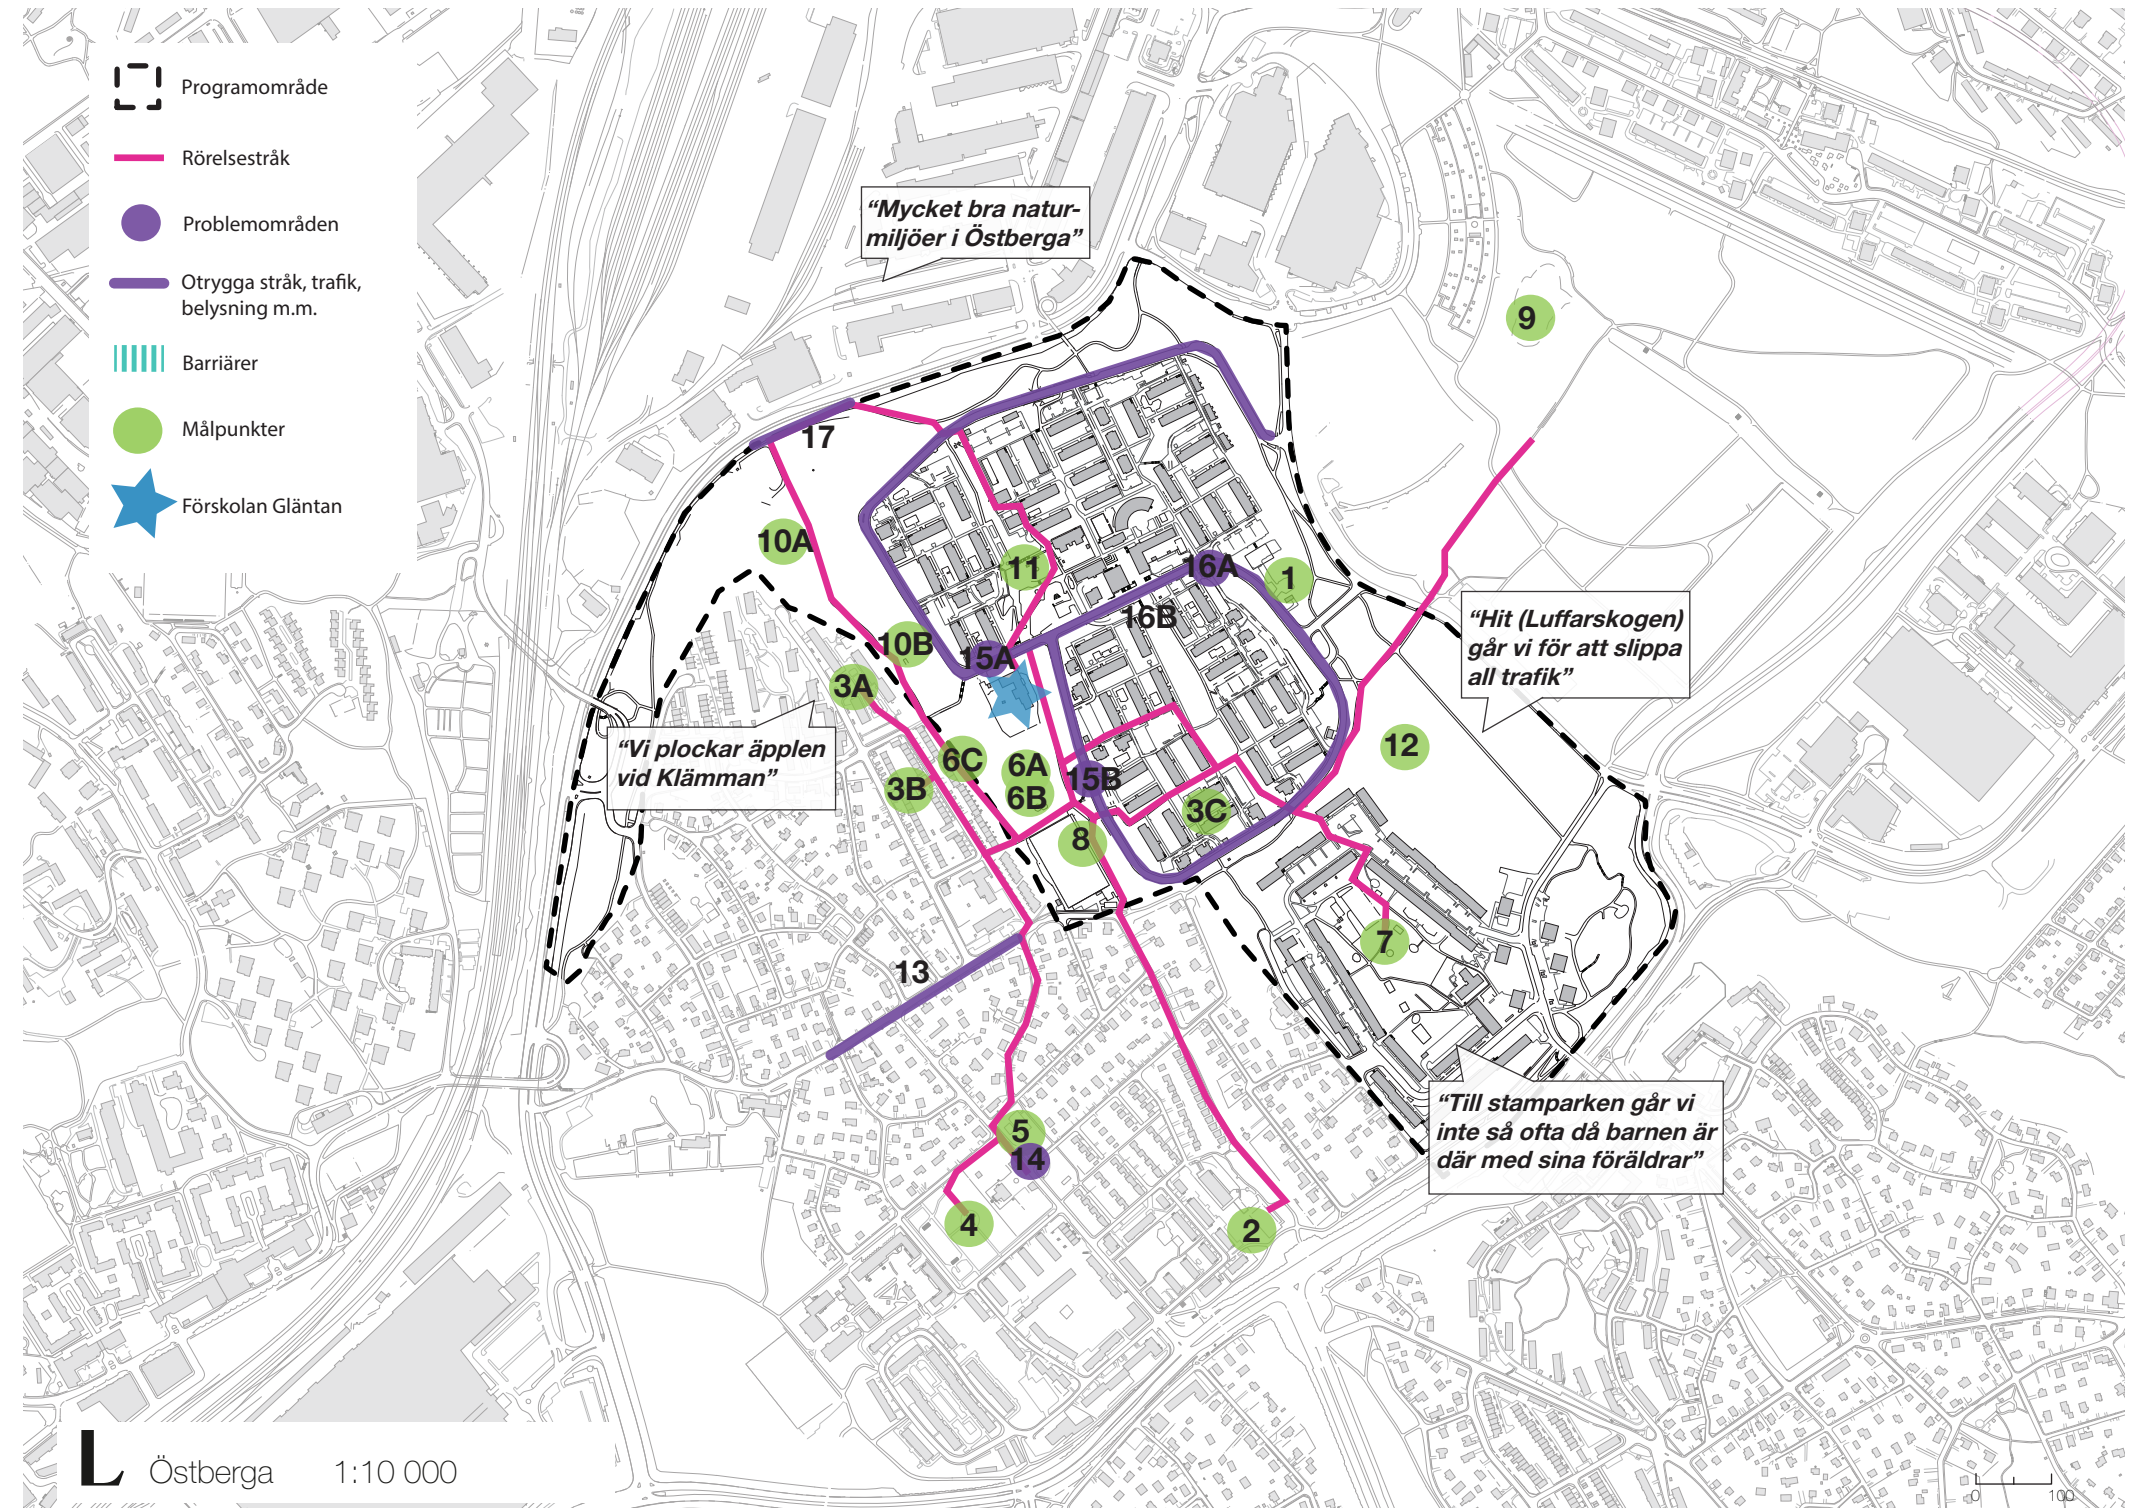 Programområde
Rörelsestråk
Problemområden
Otrygga stråk, trafik,
belysning m.m.
Barriärer
Målpunkter
Förskolan Gläntan
“Mycket bra natur-
miljöer i Östberga”
9
17
10A
11
16A
1
16B
“Hit (Luffarskogen)
går vi för att slippa
all trafik”
10B
15A
3A
“Vi plockar äpplen
vid Klämman”
12
6C
6A
15B
3B
6B
3C
8
7
13
“Till stamparken går vi
inte så ofta då barnen är
där med sina föräldrar”
5
14
4
2
L Östberga 1:10 000
0 100